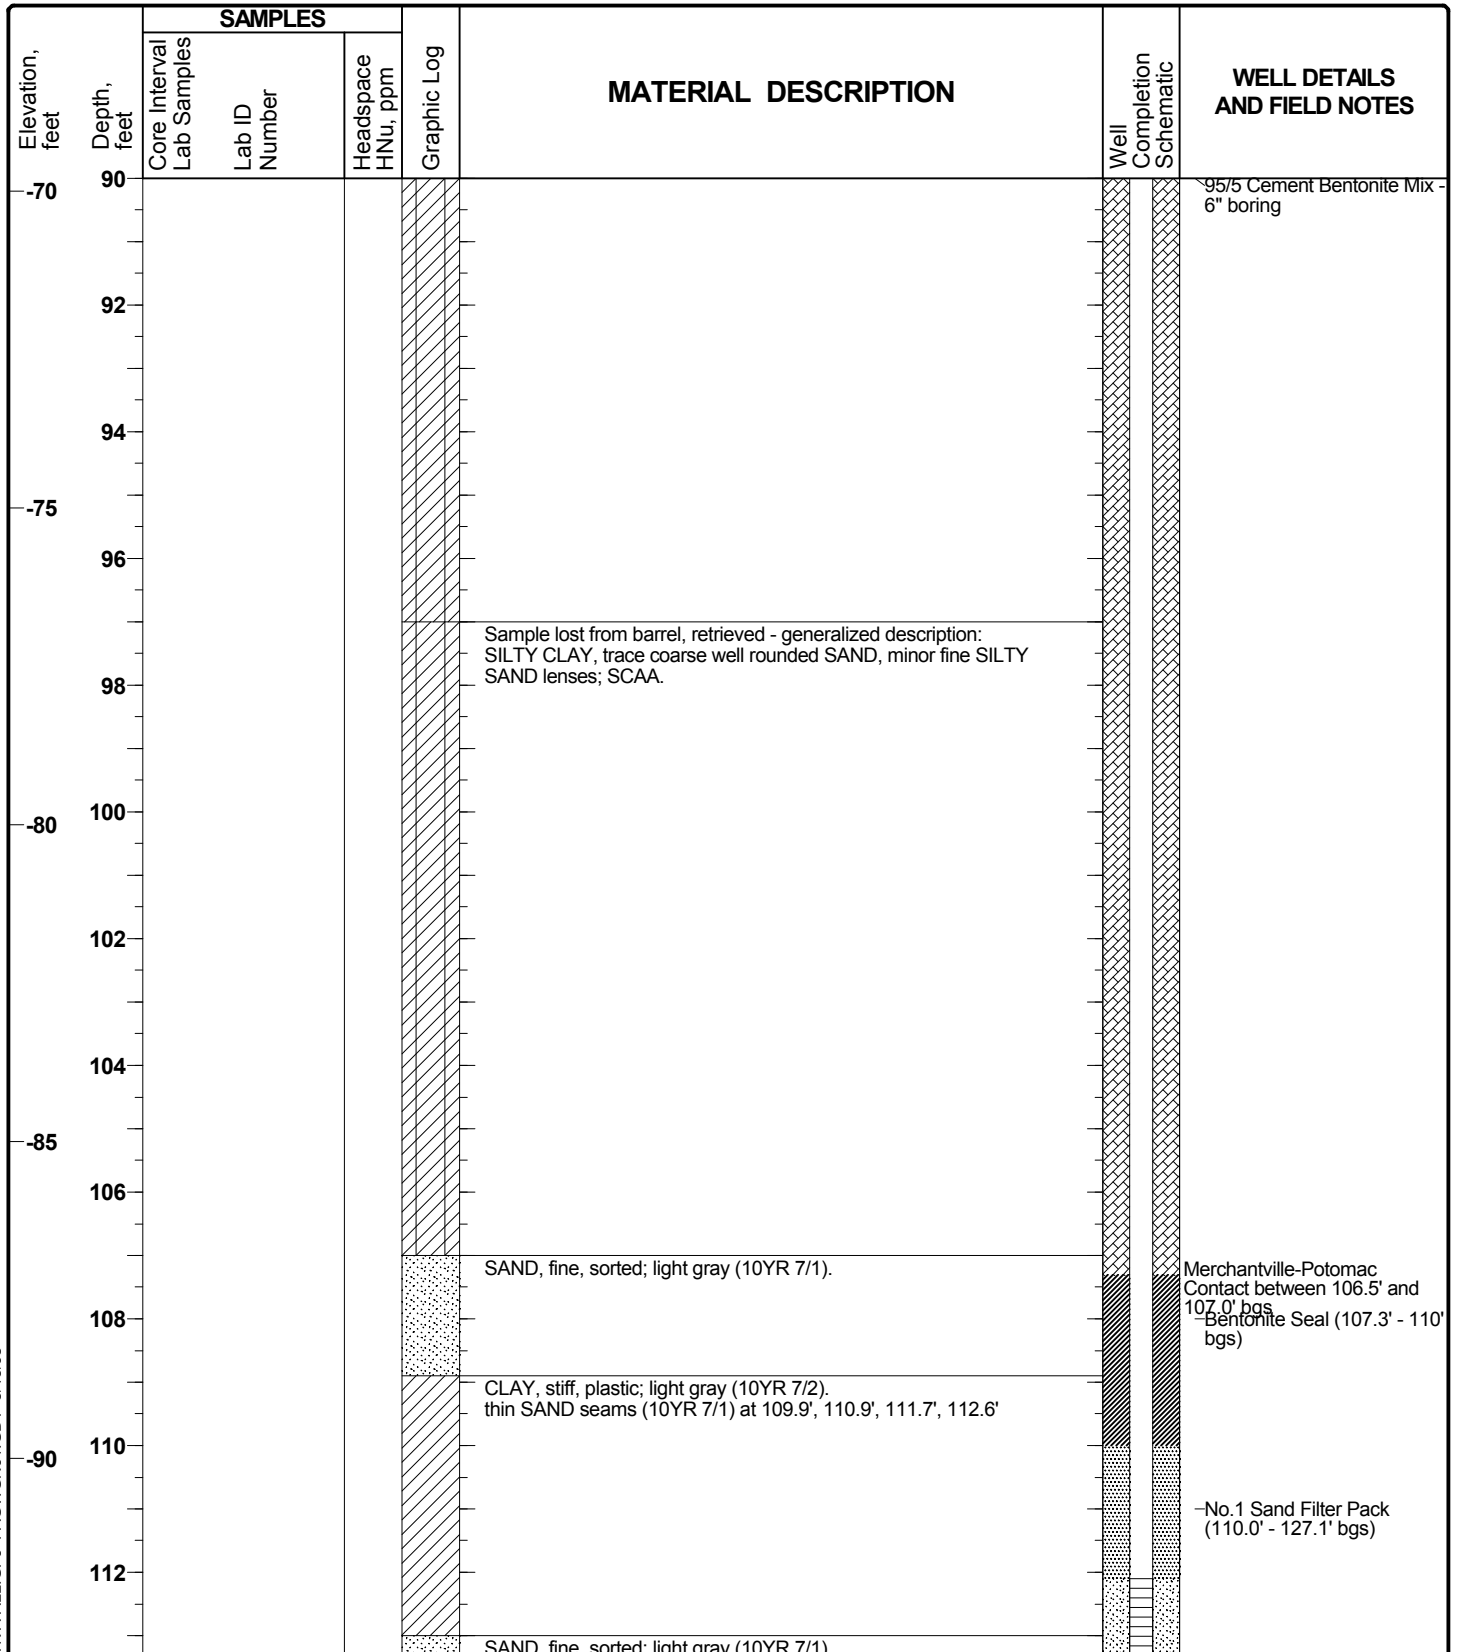 SAMPLES
Elevation,
feet
Depth,
feet
Core Interval
Lab Samples
Lab ID
Number
Headspace
HNu, ppm
Graphic Log
MATERIAL DESCRIPTION
Well
Completion
Schematic
WELL DETAILS
AND FIELD NOTES
90
-70
95/5 Cement Bentonite Mix -
6" boring
92
94
-75
96
Sample lost from barrel, retrieved - generalized description:
SILTY CLAY, trace coarse well rounded SAND, minor fine SILTY
SAND lenses; SCAA.
98
100
-80
102
104
-85
106
SAND, fine, sorted; light gray (10YR 7/1).
Merchantville-Potomac
Contact between 106.5' and
107.0' bgs
108
Bentonite Seal (107.3' - 110'
bgs)
CLAY, stiff, plastic; light gray (10YR 7/2).
thin SAND seams (10YR 7/1) at 109.9', 110.9', 111.7', 112.6'
110
-90
No.1 Sand Filter Pack
(110.0' - 127.1' bgs)
112
SAND, fine, sorted; light gray (10YR 7/1)